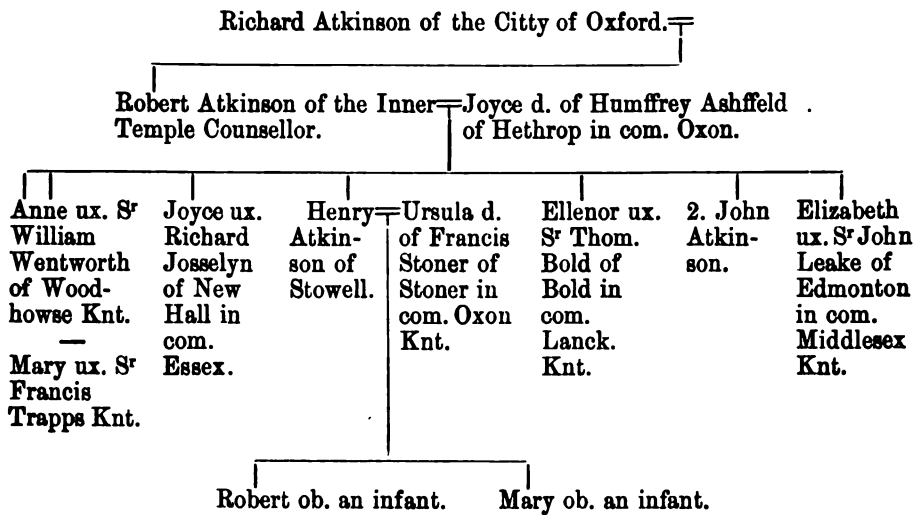 Richard Atkinson of the Citty of Oxford.
Robert Atkinson of the Inner
Temple Counsellor.
Joyce d. of Humffrey Ashffeld
of Hethrop in com. Oxon.
Anne ux. Sʳ
William
Wentworth
of Wood-
howse Knt.
—
Mary ux. Sʳ
Francis
Trapps Knt.
Joyce ux.
Richard
Josselyn
of New
Hall in
com.
Essex.
Henry
Atkin-
son of
Stowell.
Ursula d.
of Francis
Stoner of
Stoner in
com. Oxon
Knt.
Ellenor ux.
Sʳ Thom.
Bold of
Bold in
com.
Lanck.
Knt.
2. John
Atkin-
son.
Elizabeth
ux. Sʳ John
Leake of
Edmonton
in com.
Middlesex
Knt.
Robert ob. an infant.
Mary ob. an infant.